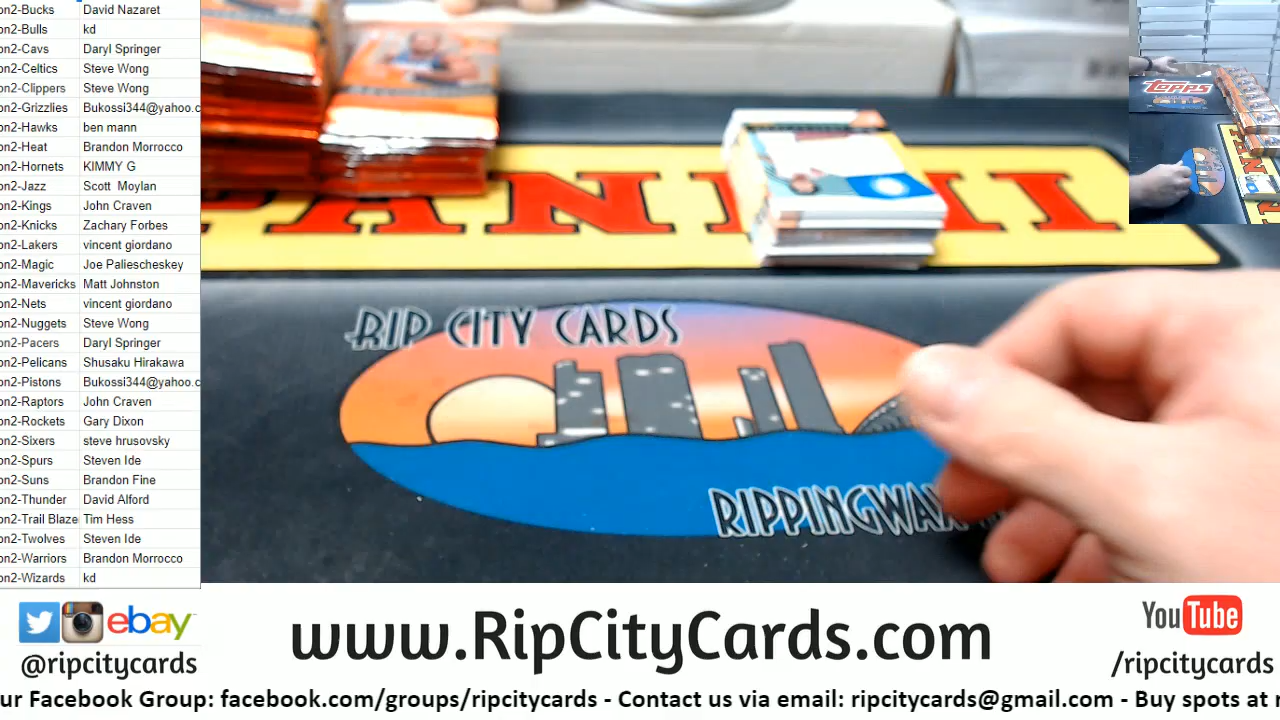 on2-Bucks David Nazaret
on2-Bulls kd
on2-Cavs Daryl Springer
on2-Celtics Steve Wong
on2-Clippers Steve Wong
on2-Grizzlies Bukossi344@yahoo.c
on2-Hawks ben mann
on2-Heat Brandon Morrocco
on2-Hornets KIMMY G
on2-Jazz Scott Moylan
on2-Kings John Craven
on2-Knicks Zachary Forbes
on2-Lakers vincent giordano
on2-Magic Joe Paliescheskey
on2-Mavericks Matt Johnston
on2-Nets vincent giordano
on2-Nuggets Steve Wong
on2-Pacers Daryl Springer
on2-Pelicans Shusaku Hirakawa
on2-Pistons Bukossi344@yahoo.c
on2-Raptors John Craven
on2-Rockets Gary Dixon
on2-Sixers steve hrusovsky
on2-Spurs Steven Ide
on2-Suns Brandon Fine
on2-Thunder David Alford
on2-Trail Blaze Tim Hess
on2-Twolves Steven Ide
on2-Warriors Brandon Morrocco
on2-Wizards kd
PANINI
TOPPS
RIP CITY CARDS
RIPPINGWAX
ebay
@ripcitycards
www.RipCityCards.com
YouTube
/ripcitycards
ur Facebook Group: facebook.com/groups/ripcitycards - Contact us via email: ripcitycards@gmail.com - Buy spots at r